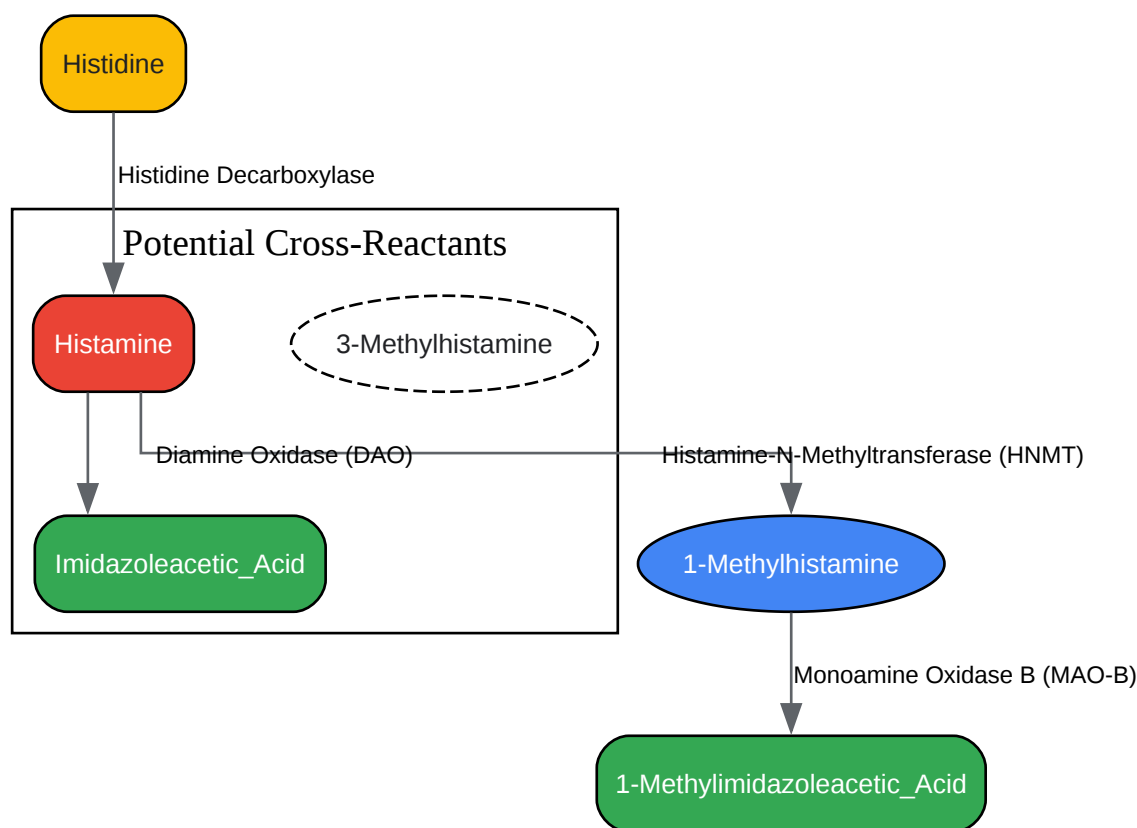 Histidine
Histidine Decarboxylase
Potential Cross-Reactants
Histamine
3-Methylhistamine
Diamine Oxidase (DAO)
Histamine-N-Methyltransferase (HNMT)
Imidazoleacetic_Acid
1-Methylhistamine
Monoamine Oxidase B (MAO-B)
1-Methylimidazoleacetic_Acid